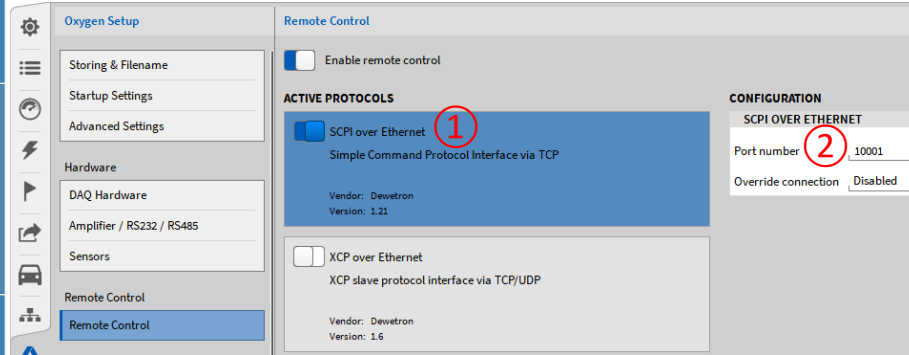 Oxygen Setup
Storing & Filename
Startup Settings
Advanced Settings
Hardware
DAQ Hardware
Amplifier / RS232 / RS485
Sensors
Remote Control
Remote Control
Remote Control
Enable remote control
ACTIVE PROTOCOLS
SCPI over Ethernet 1
Simple Command Protocol Interface via TCP
Vendor: Dewetron
Version: 1.21
XCP over Ethernet
XCP slave protocol interface via TCP/UDP
Vendor: Dewetron
Version: 1.6
CONFIGURATION
SCPI OVER ETHERNET
Port number 2 10001
Override connection Disabled